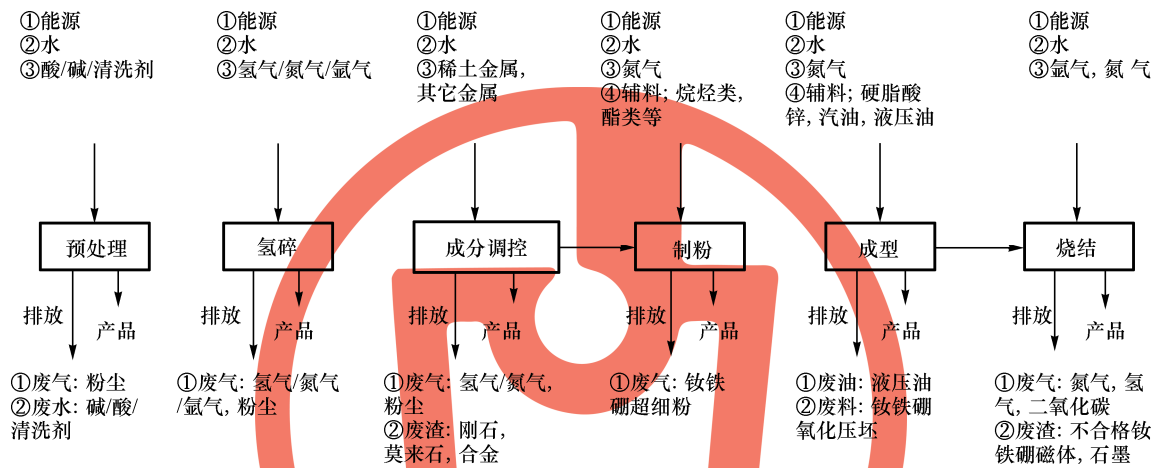 ①能源
②水
③酸/碱/清洗剂
①能源
②水
③氢气/氮气/氩气
①能源
②水
③稀土金属，
其它金属
①能源
②水
③氮气
④辅料；烷烃类，
酯类等
①能源
②水
③氮气
④辅料；硬脂酸
锌，汽油，液压油
①能源
②水
③氩气，氮 气
预处理
氢碎
成分调控
制粉
成型
烧结
排放
产品
排放
产品
排放
产品
排放
产品
排放
产品
排放
产品
①废气：粉尘
②废水：碱/酸/
清洗剂
①废气：氢气/氮气
/氩气，粉尘
①废气：氢气/氮气，
粉尘
②废渣：刚石，
莫来石，合金
①废气：钕铁
硼超细粉
①废油：液压油
②废料：钕铁硼
氧化压坯
①废气：氮气，氢
气，二氧化碳
②废渣：不合格钕
铁硼磁体，石墨